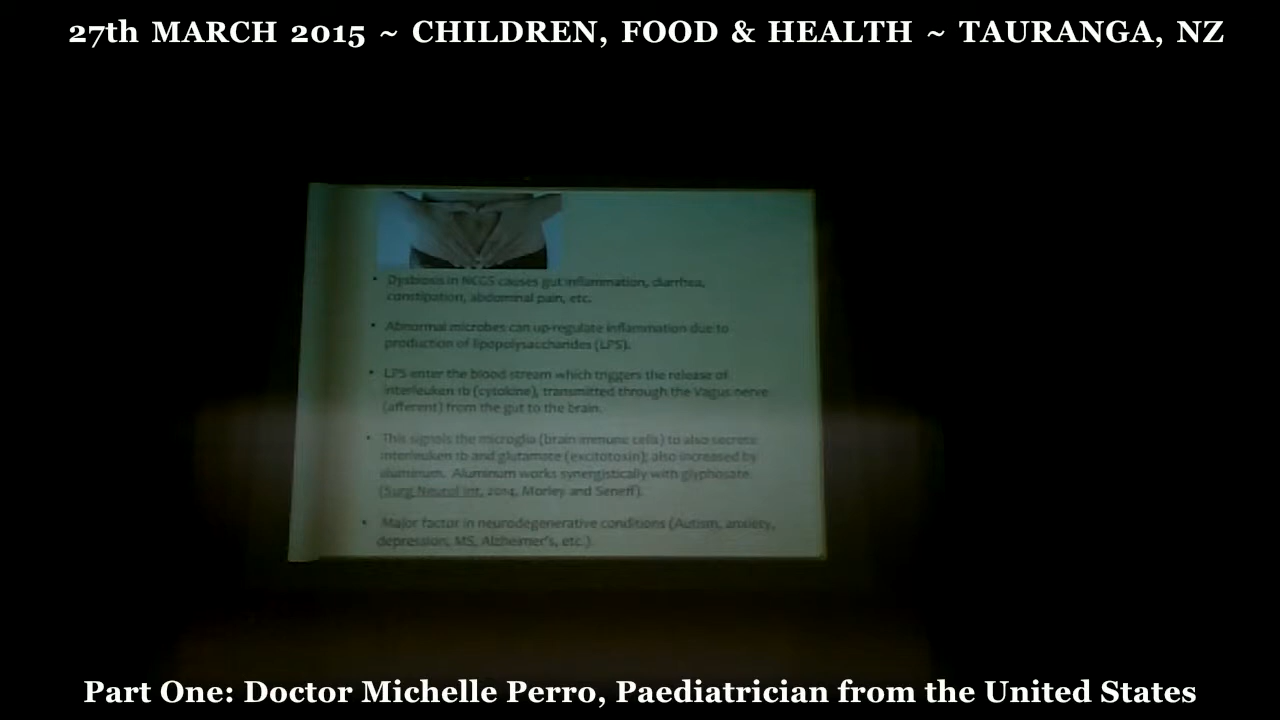 27th MARCH 2015 ~ CHILDREN, FOOD & HEALTH ~ TAURANGA, NZ
• Dysbiosis in NCGS causes gut inflammation, diarrhea,
constipation, abdominal pain, etc.
• Abnormal microbes can up-regulate inflammation due to
production of lipopolysaccharides (LPS).
• LPS enter the blood stream which triggers the release of
interleuken 1b (cytokine), transmitted through the Vagus nerve
(afferent) from the gut to the brain.
• This signals the microglia (brain immune cells) to also secrete
interleuken 1b and glutamate (excitotoxin); also increased by
aluminum. Aluminum works synergistically with glyphosate.
(Surg Neurol Int. 2014, Morley and Seneff).
• Major factor in neurodegenerative conditions (Autism, anxiety,
depression, MS, Alzheimer's, etc.)
Part One: Doctor Michelle Perro, Paediatrician from the United States